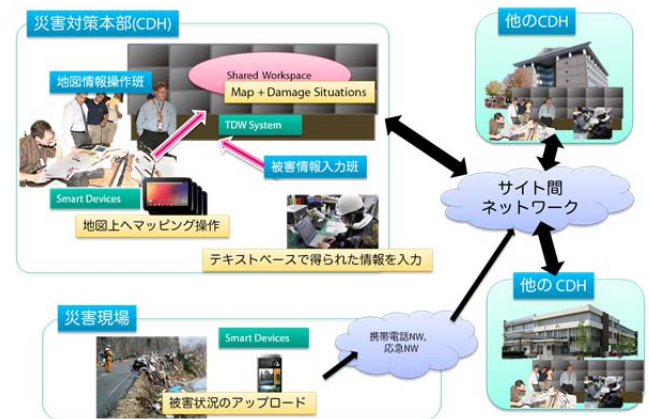 災害対策本部(CDH)
地図情報操作班
Shared Workspace
Map + Damage Situations
TDW System
被害情報入力班
Smart Devices
地図上へマッピング操作
テキストベースで得られた情報を入力
他のCDH
サイト間
ネットワーク
他のCDH
災害現場
Smart Devices
被害状況のアップロード
携帯電話NW,
応急NW